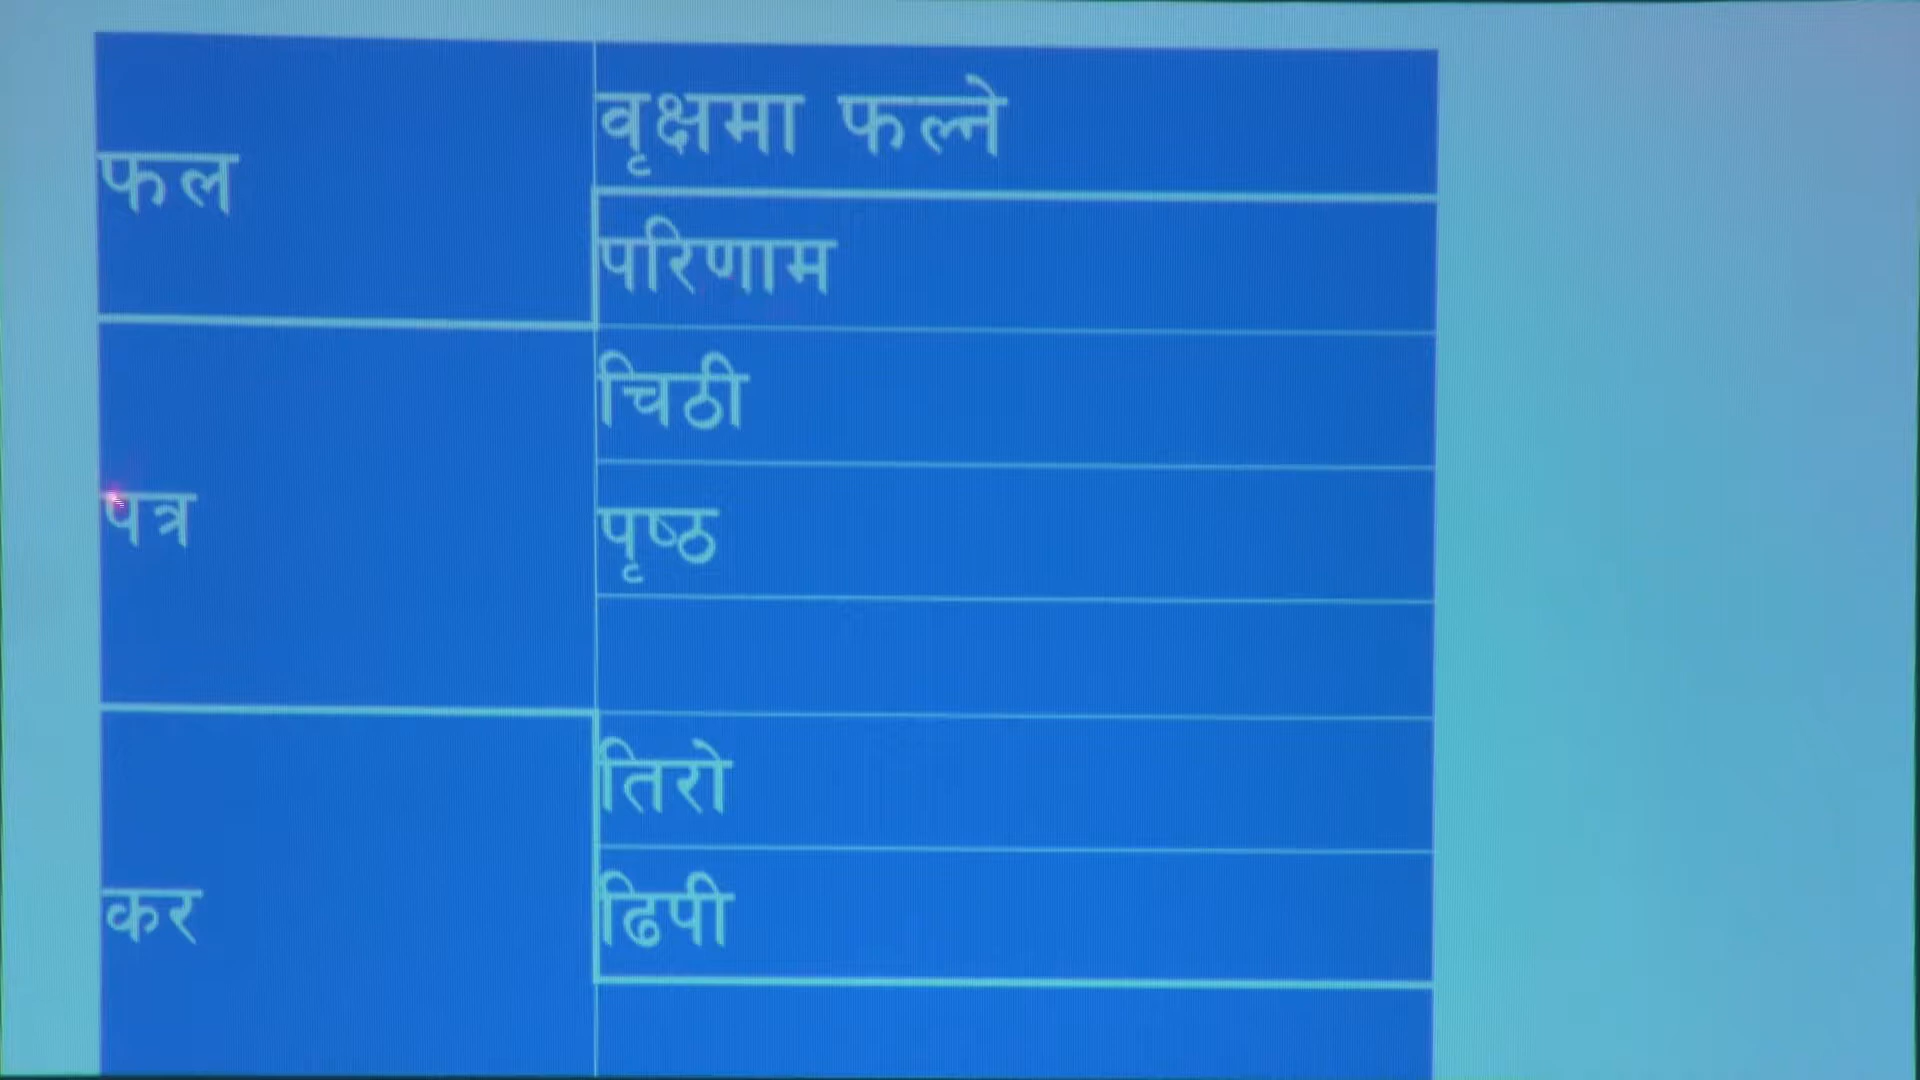 फल
वृक्षमा फल्ने
परिणाम
पत्र
चिठी
पृष्ठ
कर
तिरो
ढिपी